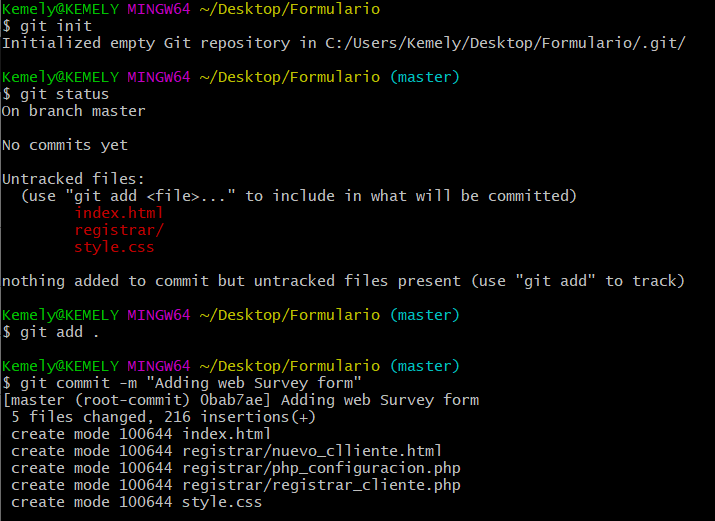 Kemely@KEMELY MINGW64 ~/Desktop/Formulario
$ git init
Initialized empty Git repository in C:/Users/Kemely/Desktop/Formulario/.git/
Kemely@KEMELY MINGW64 ~/Desktop/Formulario (master)
$ git status
On branch master
No commits yet
Untracked files:
(use "git add <file>..." to include in what will be committed)
index.html
registrar/
style.css
nothing added to commit but untracked files present (use "git add" to track)
Kemely@KEMELY MINGW64 ~/Desktop/Formulario (master)
$ git add .
Kemely@KEMELY MINGW64 ~/Desktop/Formulario (master)
$ git commit -m "Adding web Survey form"
[master (root-commit) 0bab7ae] Adding web Survey form
5 files changed, 216 insertions(+)
create mode 100644 index.html
create mode 100644 registrar/nuevo_clliente.html
create mode 100644 registrar/php_configuracion.php
create mode 100644 registrar/registrar_cliente.php
create mode 100644 style.css